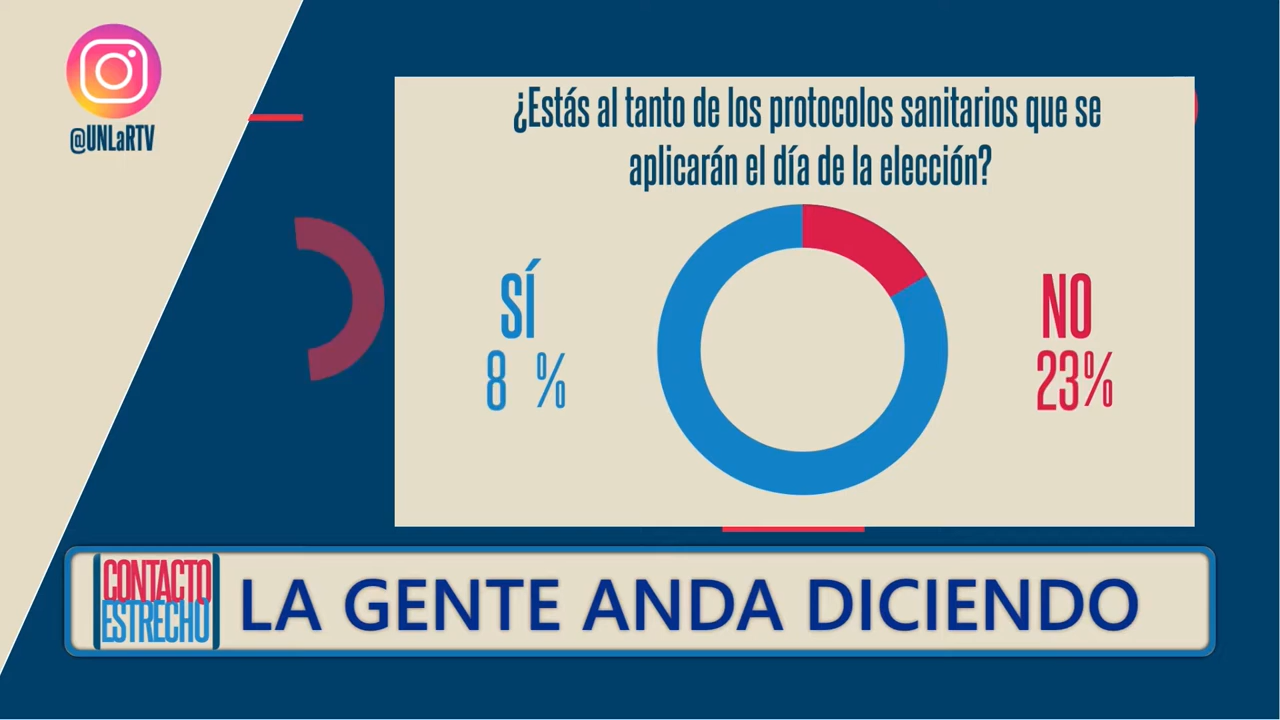 @UNLaRTV
¿Estás al tanto de los protocolos sanitarios que se
aplicarán el día de la elección?
SÍ
8 %
NO
23%
CONTACTO
ESTRECHO
LA GENTE ANDA DICIENDO